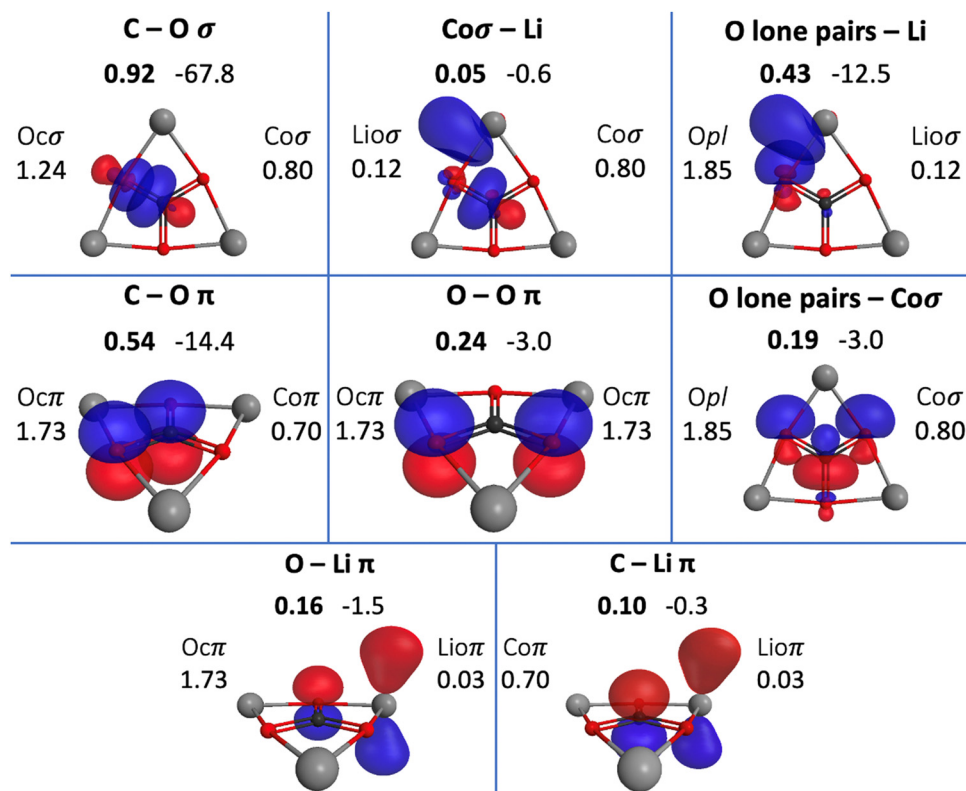 C – O σ
0.92 -67.8
Ocσ
1.24
Coσ
0.80
Coσ – Li
0.05 -0.6
Lioσ
0.12
Coσ
0.80
O lone pairs – Li
0.43 -12.5
Opl
1.85
Lioσ
0.12
C – O π
0.54 -14.4
Ocπ
1.73
Coπ
0.70
O – O π
0.24 -3.0
Ocπ
1.73
Ocπ
1.73
O lone pairs – Coσ
0.19 -3.0
Opl
1.85
Coσ
0.80
O – Li π
0.16 -1.5
Ocπ
1.73
Lioπ
0.03
C – Li π
0.10 -0.3
Coπ
0.70
Lioπ
0.03